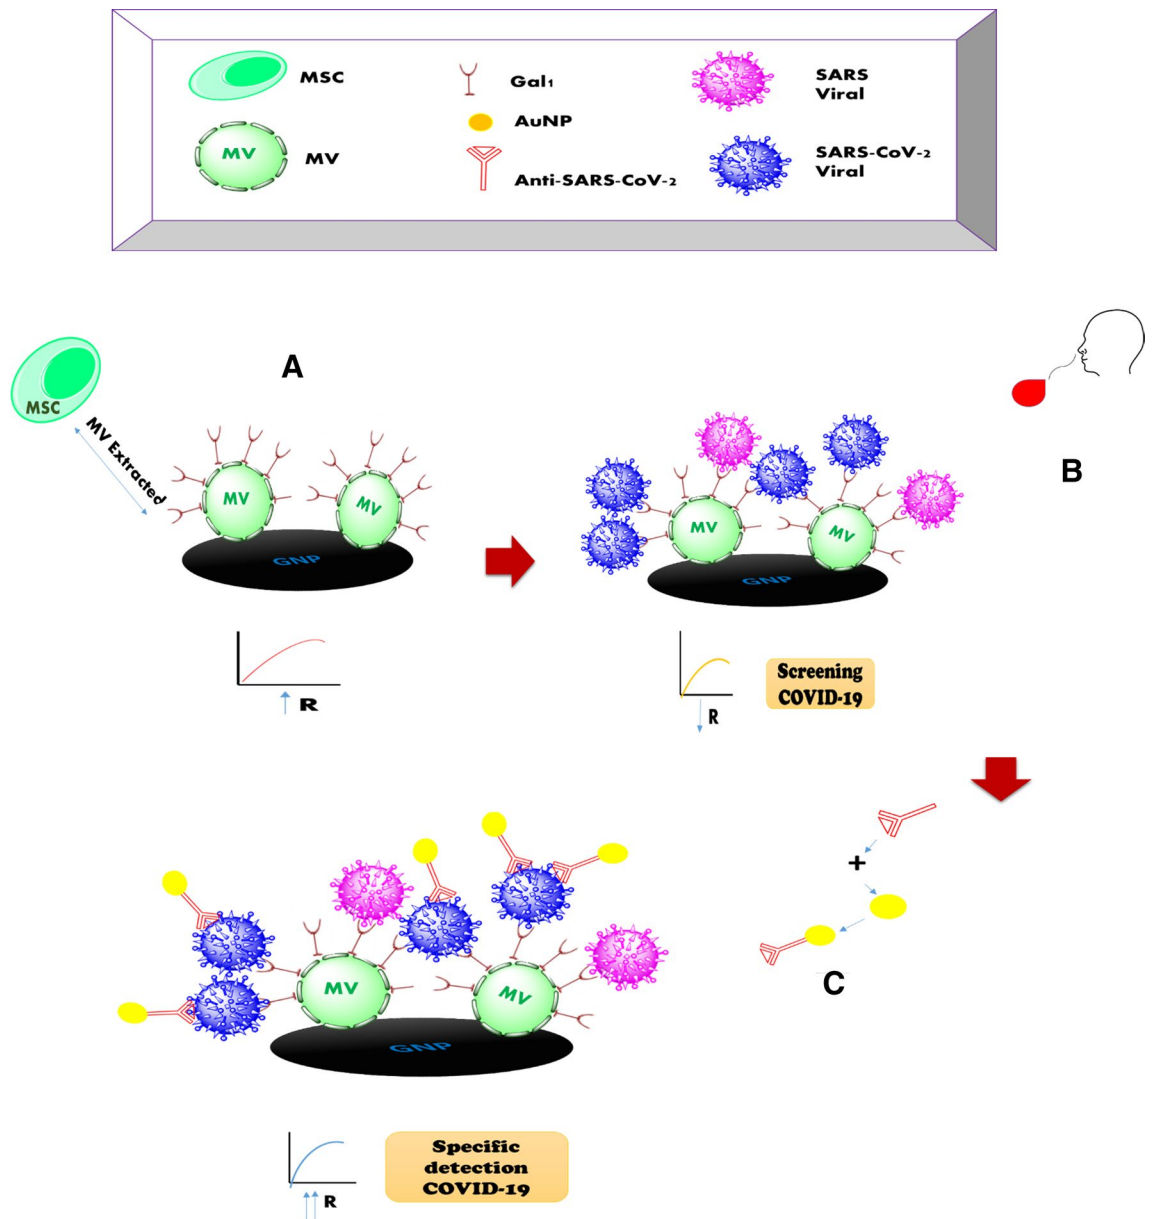 MSC
Gal₁
SARS
Viral
MV
MV
AuNP
Anti-SARS-CoV-2
SARS-CoV-2
Viral
A
MSC
MV Extracted
MV
MV
GNP
R
B
MV
MV
GNP
R
Screening
COVID-19
+
C
MV
MV
GNP
R
Specific
detection
COVID-19